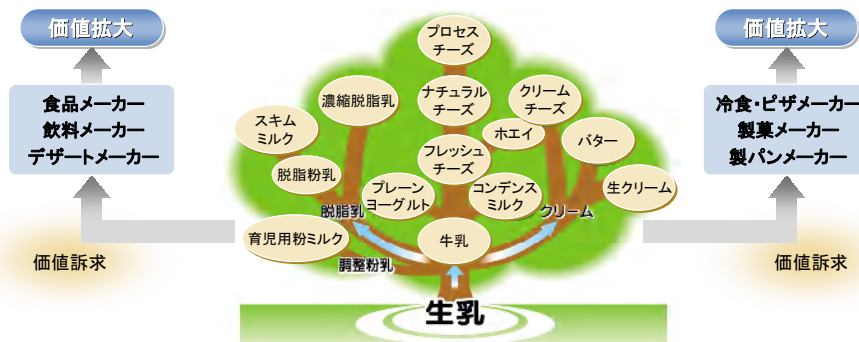 価値拡大
食品メーカー
飲料メーカー
デザートメーカー
価値訴求
プロセス
チーズ
濃縮脱脂乳
ナチュラル
チーズ
クリーム
チーズ
スキム
ミルク
ホエイ
バター
脱脂粉乳
フレッシュ
チーズ
プレーン
ヨーグルト
コンデンス
ミルク
生クリーム
脱脂乳
クリーム
育児用粉ミルク
牛乳
調整粉乳
生乳
価値拡大
冷食・ピザメーカー
製菓メーカー
製パンメーカー
価値訴求